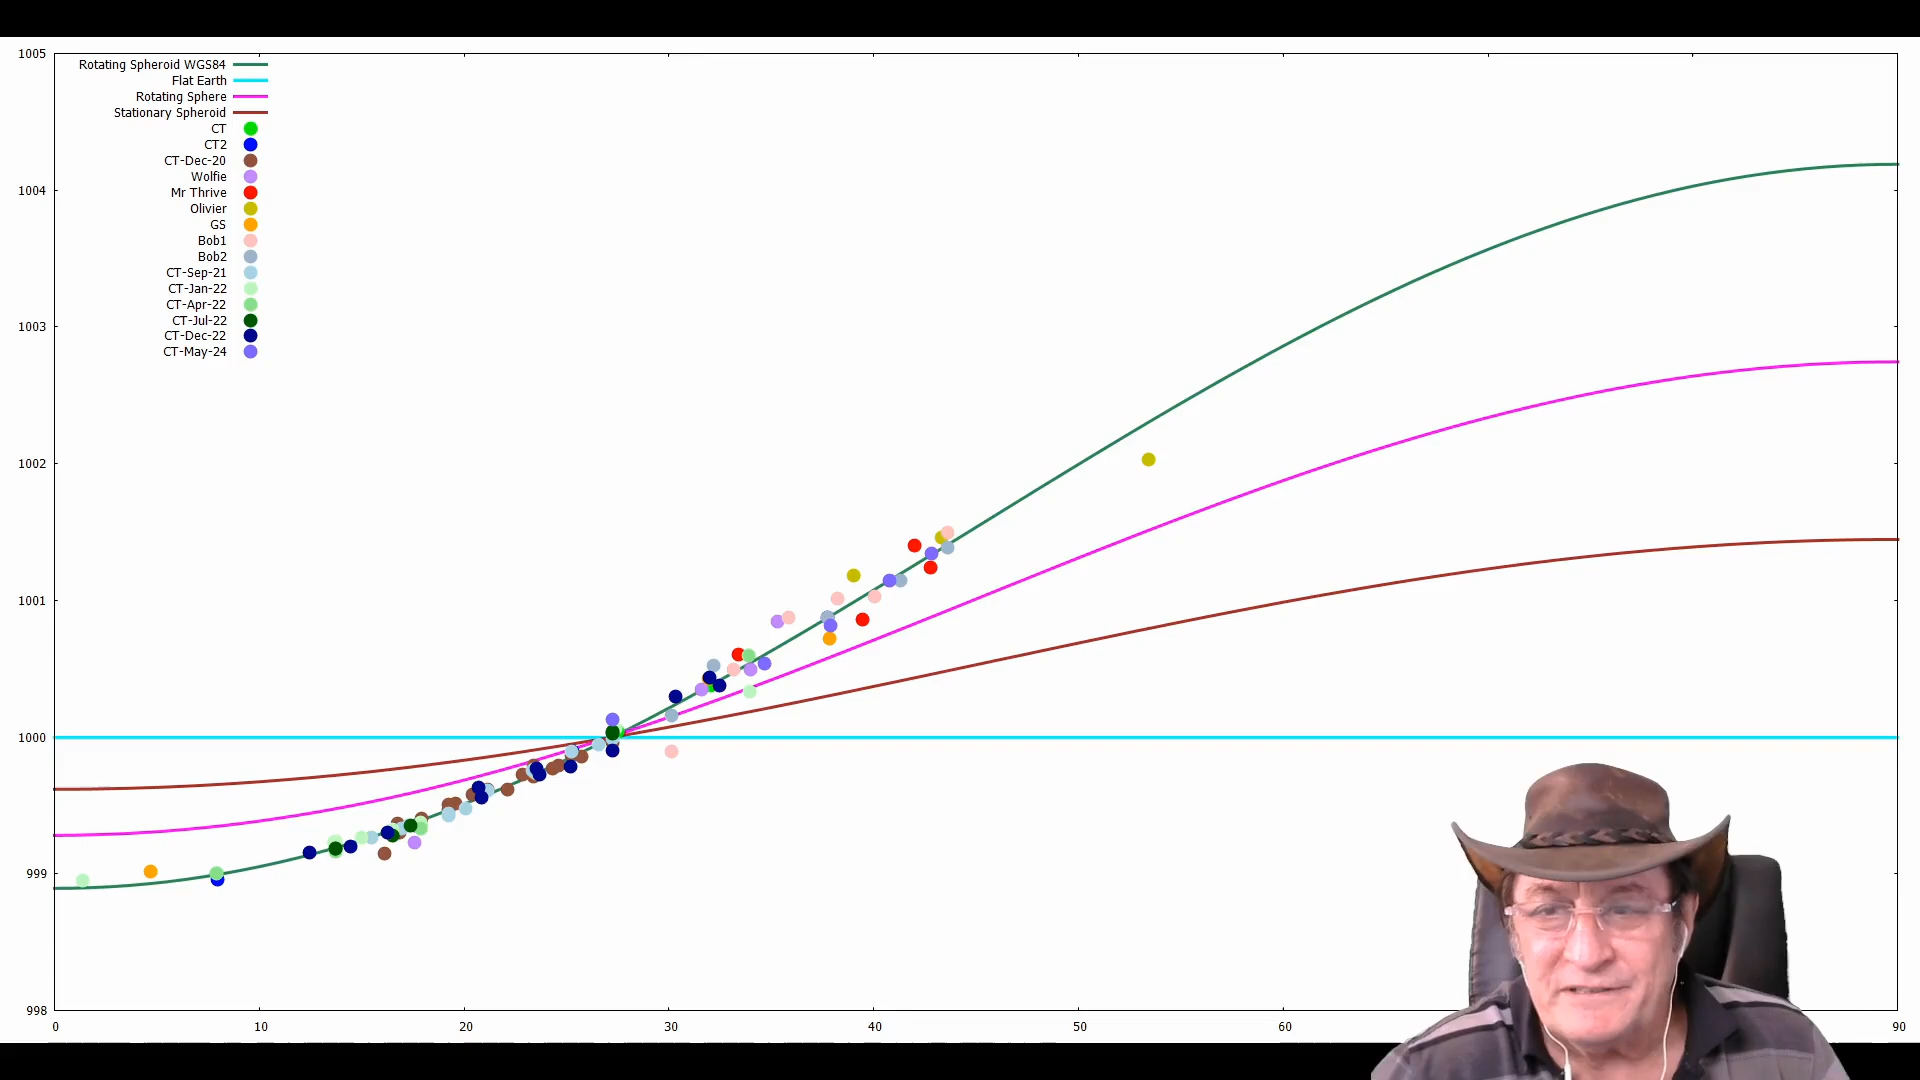 1005
Rotating Spheroid WGS84
Flat Earth
Rotating Sphere
Stationary Spheroid
CT
CT2
CT-Dec-20
Wolfie
1004
Mr Thrive
Olivier
GS
Bob1
Bob2
CT-Sep-21
CT-Jan-22
CT-Apr-22
CT-Jul-22
1003
CT-Dec-22
CT-May-24
1002
1001
1000
999
998
0 10 20 30 40 50 60 90